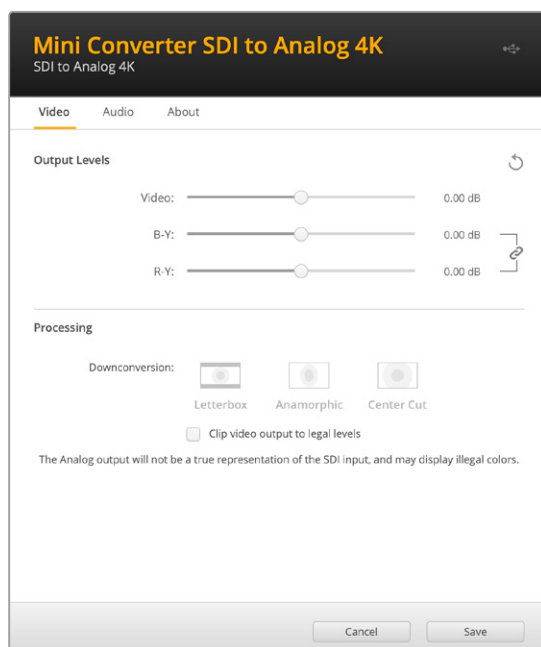 Mini Converter SDI to Analog 4K
SDI to Analog 4K
Video Audio About
Output Levels
Video: 0.00 dB
B-Y: 0.00 dB
R-Y: 0.00 dB
Processing
Downconversion:
Letterbox Anamorphic Center Cut
Clip video output to legal levels
The Analog output will not be a true representation of the SDI input, and may display illegal colors.
Cancel Save